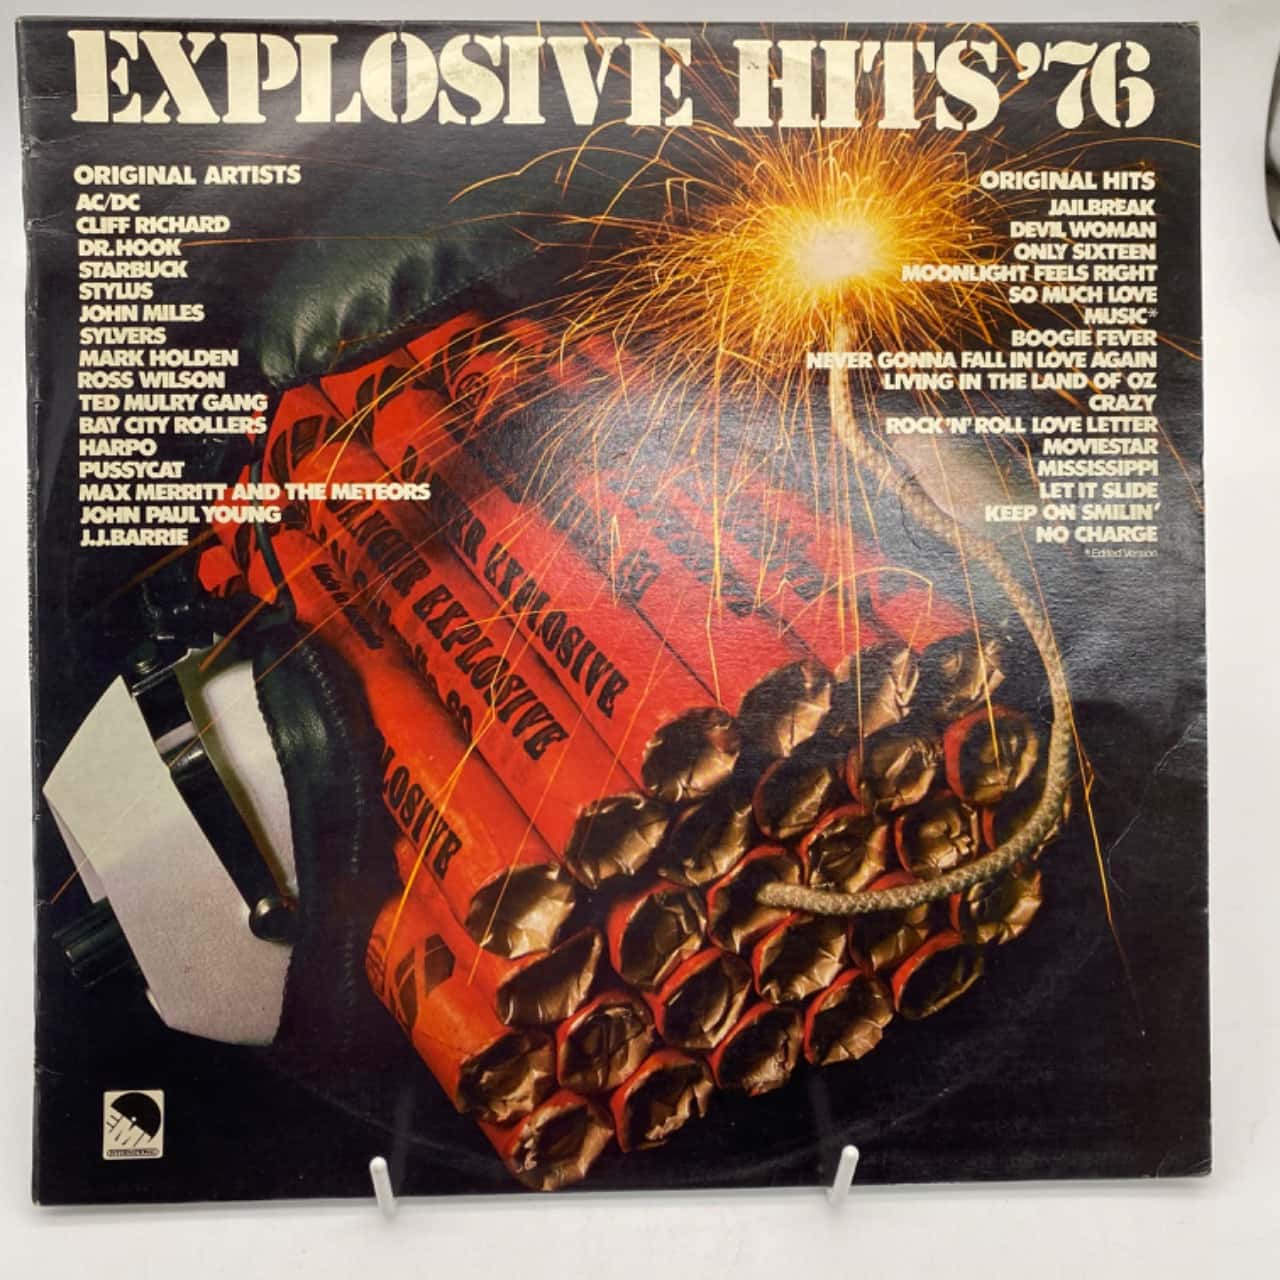 EXPLOSIVE HITS '76
ORIGINAL ARTISTS
AC/DC
CLIFF RICHARD
DR. HOOK
STARBUCK
STYLUS
JOHN MILES
SYLVERS
MARK HOLDEN
ROSS WILSON
TED MULRY GANG
BAY CITY ROLLERS
HARPO
PUSSYCAT
MAX MERRITT AND THE METEORS
JOHN PAUL YOUNG
J.J. BARRIE
ORIGINAL HITS
JAILBREAK
DEVIL WOMAN
ONLY SIXTEEN
MOONLIGHT FEELS RIGHT
SO MUCH LOVE
MUSIC*
BOOGIE FEVER
NEVER GONNA FALL IN LOVE AGAIN
LIVING IN THE LAND OF OZ
CRAZY
ROCK 'N' ROLL LOVE LETTER
MOVIESTAR
MISSISSIPPI
LET IT SLIDE
KEEP ON SMILIN'
NO CHARGE
*Edited Version
EXPLOSIVE
EXPLOSIVE
LOSIVE
EMI
INTERNATIONAL